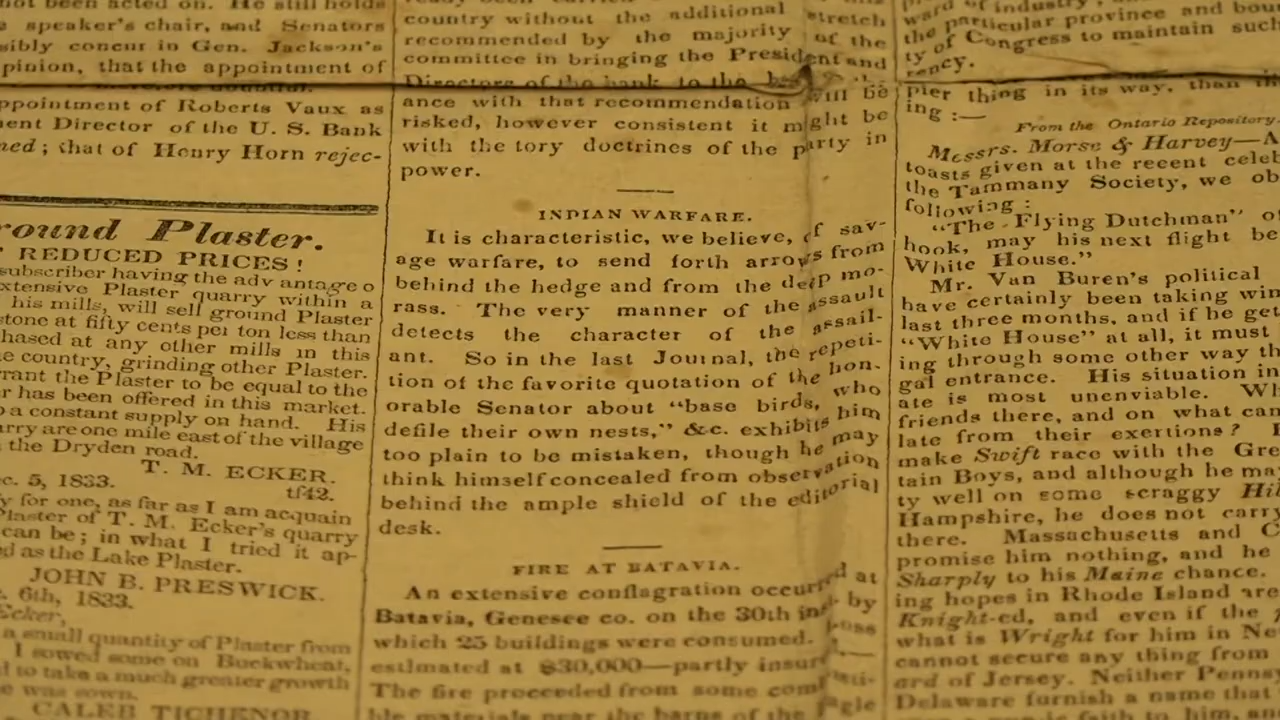 not been acted on. He still holds
speaker's chair, and Senators
sibly concur in Gen. Jackson's
pinion, that the appointment of
ppointment of Roberts Vaux as
ent Director of the U. S. Bank
ned; that of Henry Horn rejec-
round Plaster.
REDUCED PRICES!
subscriber having the advantage o
xtensive Plaster quarry within a
his mills, will sell ground Plaster
stone at fifty cents per ton less than
hased at any other mills in this
e country, grinding other Plaster.
rant the Plaster to be equal to the
r has been offered in this market.
a constant supply on hand. His
arry are one mile east of the village
the Dryden road.
T. M. ECKER.
c. 5, 1833.
tf42.
y for one, as far as I am acquain
Plaster of T. M. Ecker's quarry
can be; in what I tried it ap-
d as the Lake Plaster.
JOHN B. PRESWICK.
6th, 1833.
Ecker,
a small quantity of Plaster from
I sowed some on Buckwheat,
d to take a much greater growth
e was sown.
CALEB TICHENOR
country without the additional stretch
recommended by the majority of the
committee in bringing the President and
Directors of the bank to the
ance with that recommendation will be
risked, however consistent it might be
with the tory doctrines of the party in
power.
INDIAN WARFARE.
It is characteristic, we believe, of sav-
age warfare, to send forth arrows from
behind the hedge and from the deep mo-
rass. The very manner of the assault
detects the character of the assail-
ant. So in the last Journal, the repeti-
tion of the favorite quotation of the hon-
orable Senator about "base birds, who
defile their own nests," &c. exhibits him
too plain to be mistaken, though he may
think himself concealed from observation
behind the ample shield of the editorial
desk.
FIRE AT BATAVIA.
An extensive conflagration occurred at
Batavia, Genesee co. on the 30th inst. by
which 25 buildings were consumed.
estimated at $30,000—partly insur
The fire proceeded from some com
ble materials near the barns of the Eagle
ward of industry,
the particular province and bou
ty of Congress to maintain such
rency.
pier thing in its way, than
ing :—
From the Ontario Repository.
Messrs. Morse & Harvey—A
toasts given at the recent celeb
the Tammany Society, we ob
following :
"The Flying Dutchman" o
hook, may his next flight be
White House."
Mr. Van Buren's political
have certainly been taking win
last three months, and if he get
"White House" at all, it must
ing through some other way th
gal entrance. His situation in
ate is most unenviable. Wh
friends there, and on what can
late from their exertions?
make Swift race with the Gre
tain Boys, and although he ma
ty well on some scraggy Hil
Hampshire, he does not carry
there. Massachusetts and C
promise him nothing, and he
Sharply to his Maine chance.
ing hopes in Rhode Island are
Knight-ed, and even if the
what is Wright for him in Ne
cannot secure any thing from
ard of Jersey. Neither Penns
Delaware furnish a name that